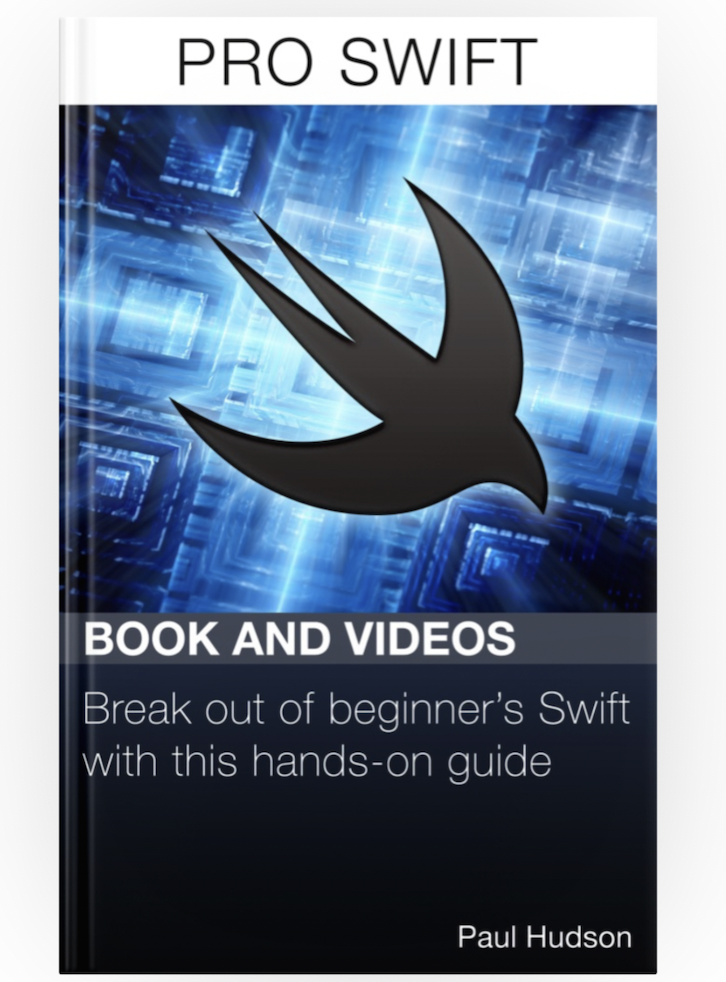 PRO SWIFT
BOOK AND VIDEOS
Break out of beginner’s Swift
with this hands-on guide
Paul Hudson